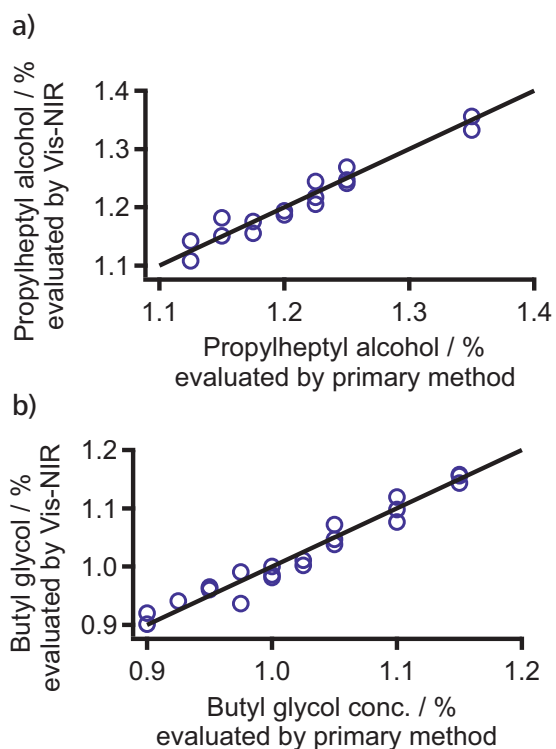 a)
Propylheptyl alcohol / %
evaluated by Vis-NIR
1.4
1.3
1.2
1.1
1.1
1.2
1.3
1.4
Propylheptyl alcohol / %
evaluated by primary method
b)
Butyl glycol / %
evaluated by Vis-NIR
1.2
1.1
1.0
0.9
0.9
1.0
1.1
1.2
Butyl glycol conc. / %
evaluated by primary method